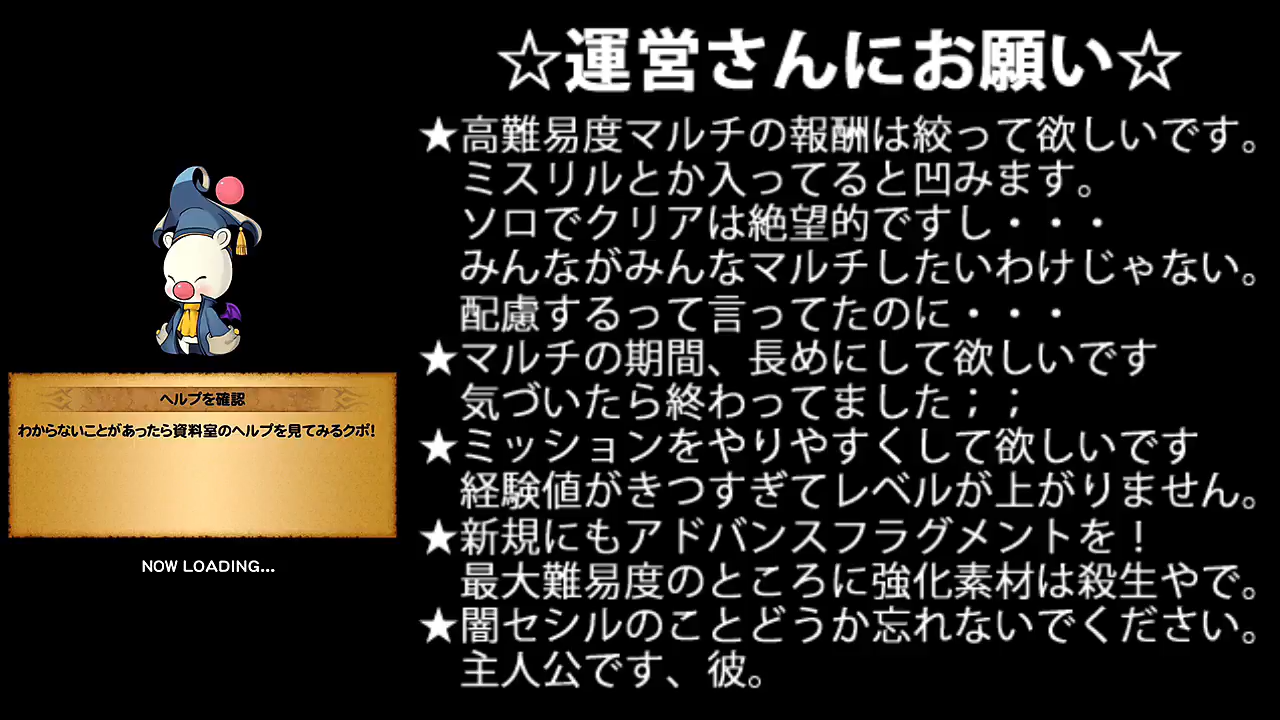 ☆運営さんにお願い☆
★高難易度マルチの報酬は絞って欲しいです。
ミスリルとか入ってると凹みます。
ソロでクリアは絶望的ですし・・・
みんながみんなマルチしたいわけじゃない。
配慮するって言ってたのに・・・
★マルチの期間、長めにして欲しいです
気づいたら終わってました；；
★ミッションをやりやすくして欲しいです
経験値がきつすぎてレベルが上がりません。
★新規にもアドバンスフラグメントを！
最大難易度のところに強化素材は殺生やで。
★闇セシルのことどうか忘れないでください。
主人公です、彼。
ヘルプを確認
わからないことがあったら資料室のヘルプを見てみるクポ!
NOW LOADING...